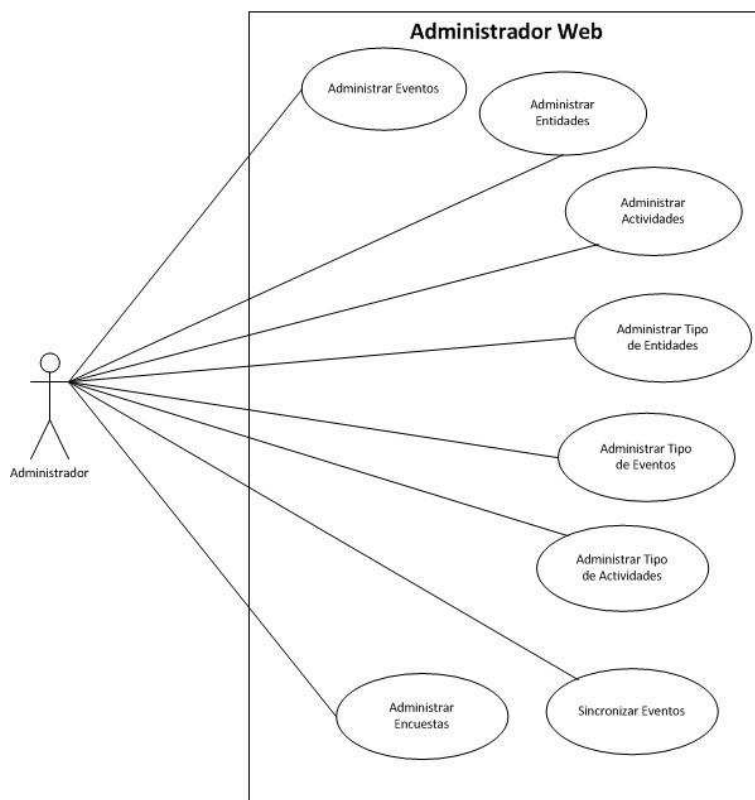 Administrador Web
Administrar Eventos
Administrar
Entidades
Administrar
Actividades
Administrar Tipo
de Entidades
Administrar Tipo
de Eventos
Administrador
Administrar Tipo
de Actividades
Administrar
Encuestas
Sincronizar Eventos